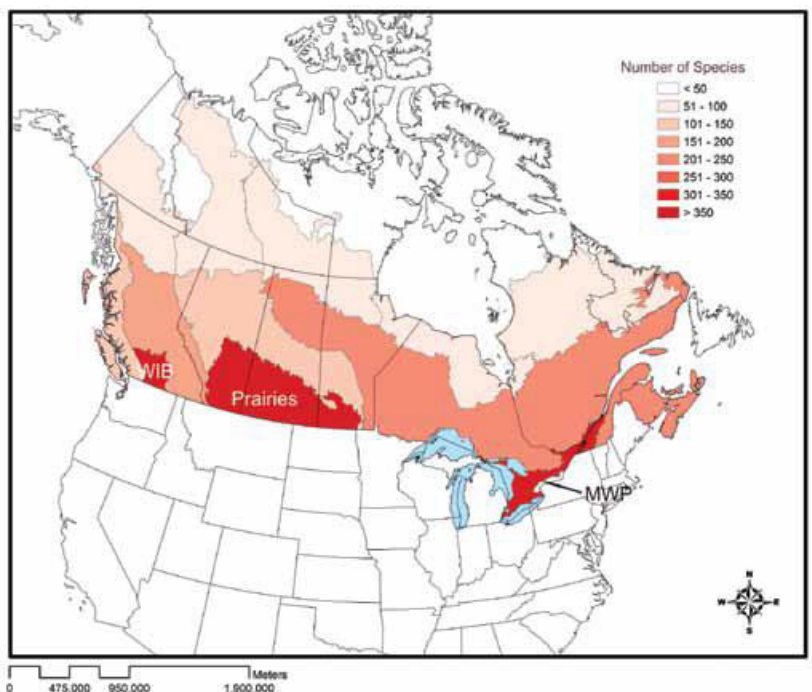 Number of Species
< 50
51 - 100
101 - 150
151 - 200
201 - 250
251 - 300
301 - 350
> 350
WIB
Prairies
MWP
N
W E
S
Meters
0 475,000 950,000 1,900,000